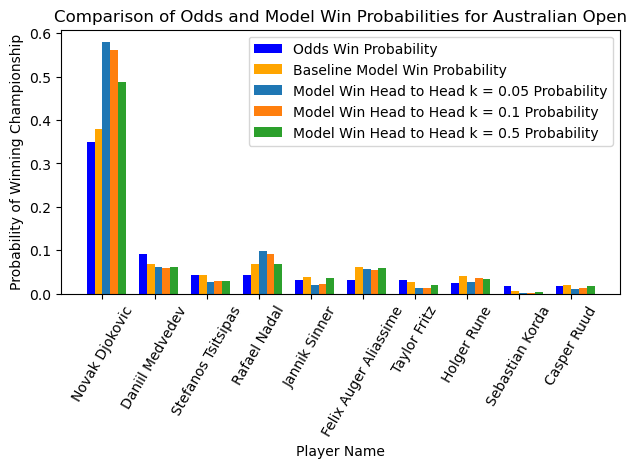 Comparison of Odds and Model Win Probabilities for Australian Open
Probability of Winning Championship
0.6
0.5
0.4
0.3
0.2
0.1
0.0
Odds Win Probability
Baseline Model Win Probability
Model Win Head to Head k = 0.05 Probability
Model Win Head to Head k = 0.1 Probability
Model Win Head to Head k = 0.5 Probability
Novak Djokovic
Daniil Medvedev
Stefanos Tsitsipas
Rafael Nadal
Jannik Sinner
Felix Auger Aliassime
Taylor Fritz
Holger Rune
Sebastian Korda
Casper Ruud
Player Name